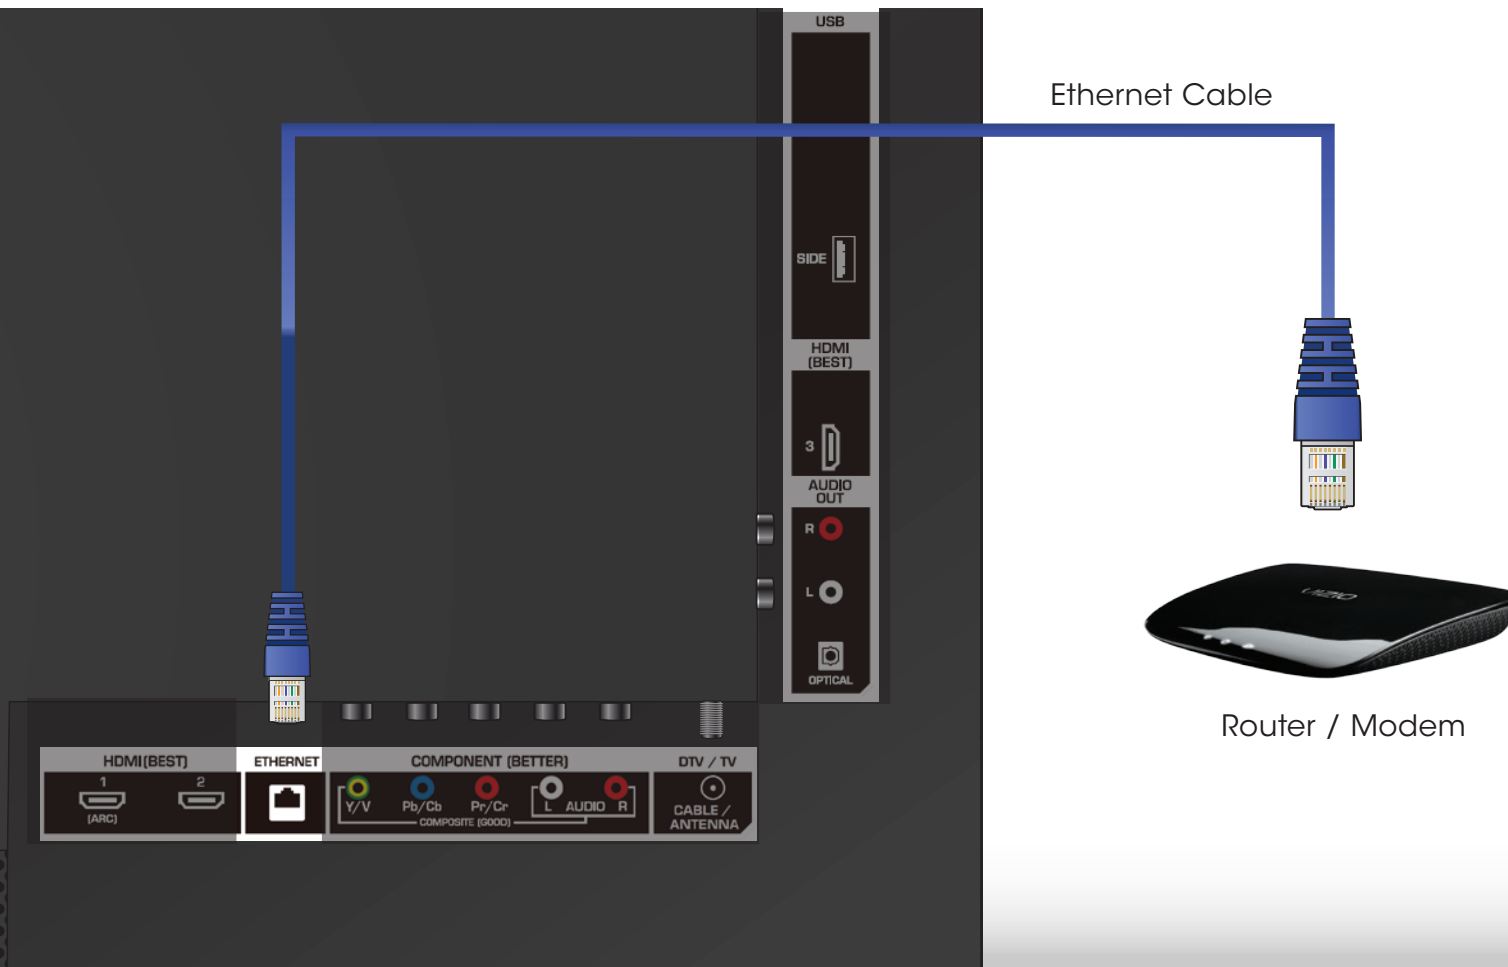 USB
Ethernet Cable
SIDE
HDMI
(BEST)
3
AUDIO
OUT
R
L
OPTICAL
VIZIO
Router / Modem
HDMI(BEST)
1
2
(ARC)
ETHERNET
COMPONENT (BETTER)
Y/V
Pb/Cb
Pr/Cr
L AUDIO R
COMPOSITE (GOOD)
DTV / TV
CABLE /
ANTENNA